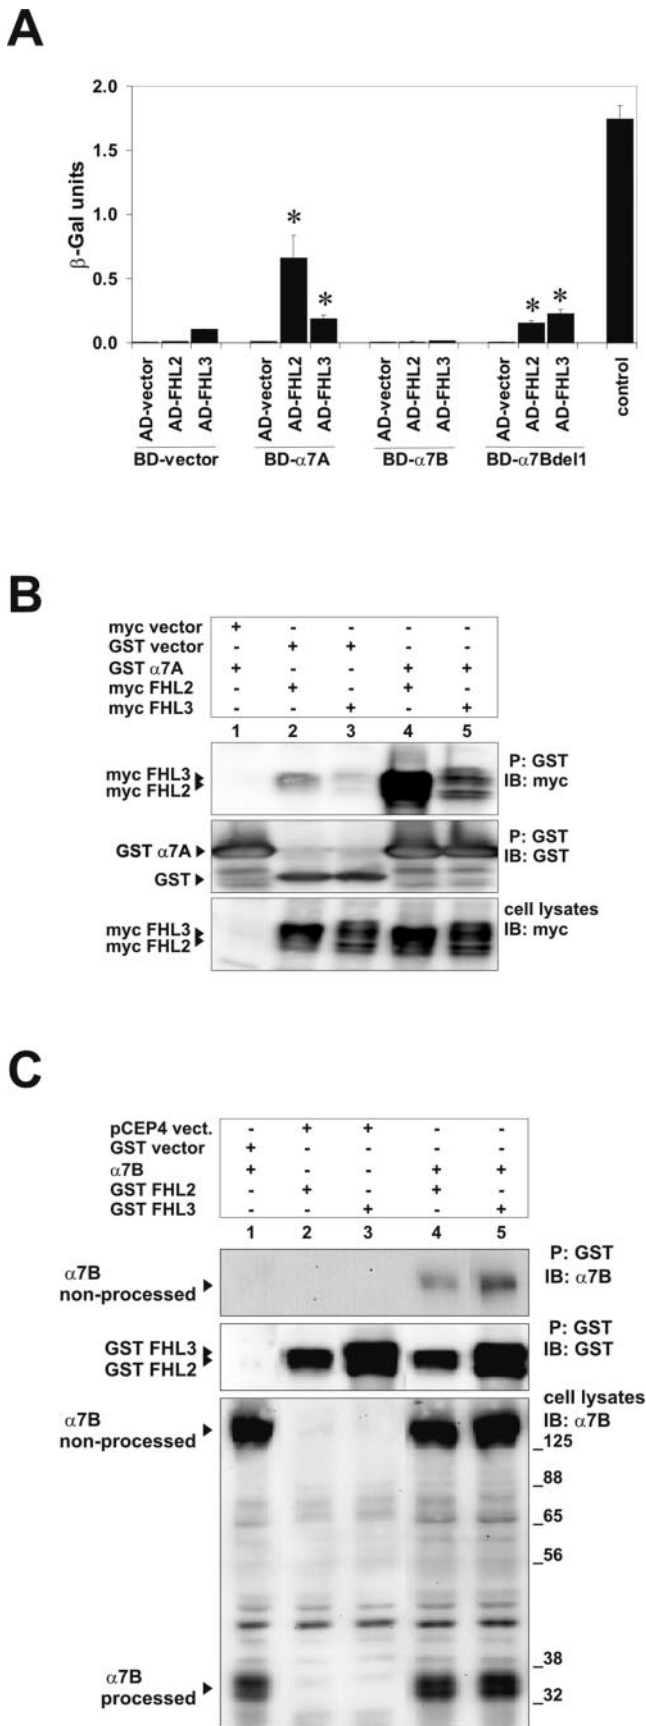 A
2.0
1.5
1.0
0.5
0.0
β-Gal units
* * * *
AD-vector AD-FHL2 AD-FHL3 AD-vector AD-FHL2 AD-FHL3 AD-vector AD-FHL2 AD-FHL3 AD-vector AD-FHL2 AD-FHL3 control
BD-vector BD-α7A BD-α7B BD-α7Bdel1
B
myc vector + - - - -
GST vector - + + - -
GST α7A + - - + +
myc FHL2 - + - + -
myc FHL3 - - + - +
1 2 3 4 5
P: GST
myc FHL3 IB: myc
myc FHL2
P: GST
GST α7A IB: GST
GST
cell lysates
myc FHL3 IB: myc
myc FHL2
C
pCEP4 vect. - + + - -
GST vector + - - - -
α7B + - - + +
GST FHL2 - + - + -
GST FHL3 - - + - +
1 2 3 4 5
P: GST
α7B IB: α7B
non-processed
P: GST
GST FHL3 IB: GST
GST FHL2
cell lysates
α7B IB: α7B
non-processed _125
_88
_65
_56
_38
α7B
processed _32